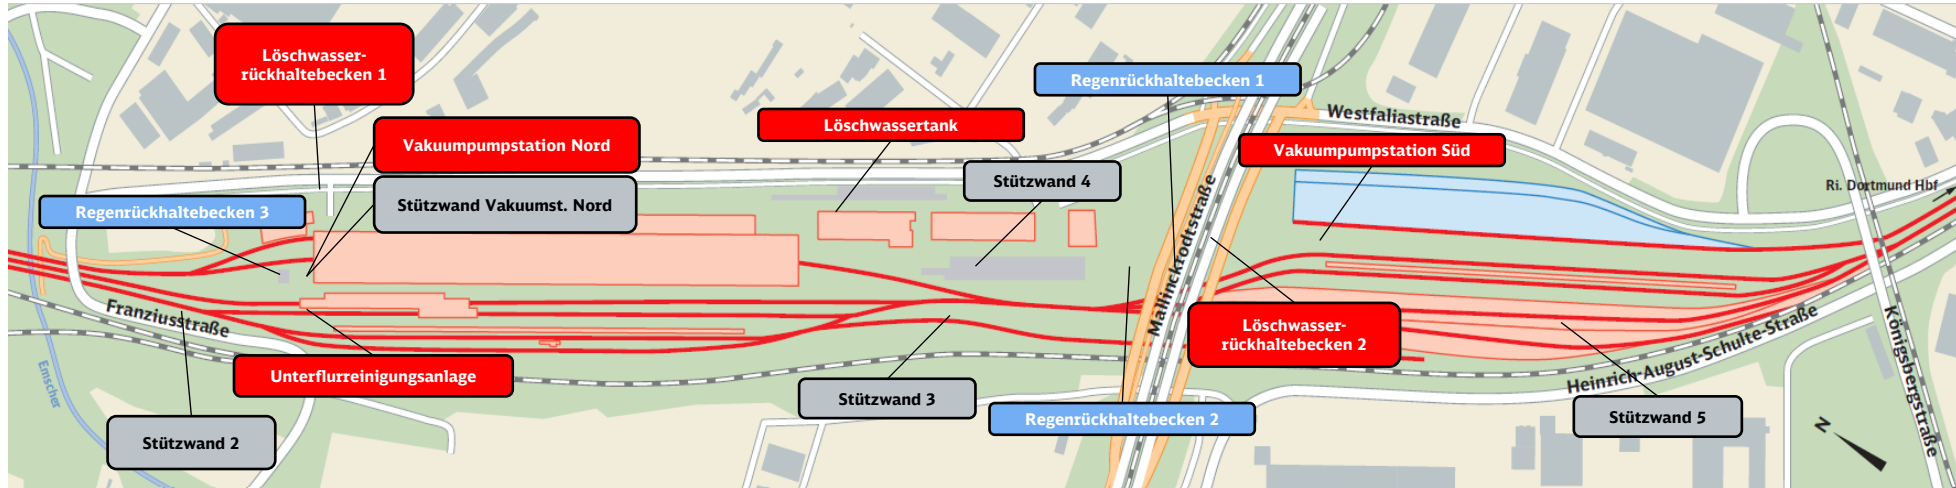 Löschwasser-
rückhaltebecken 1
Regenrückhaltebecken 1
Westfaliastraße
Löschwassertank
Vakuumpumpstation Nord
Vakuumpumpstation Süd
Stützwand 4
Ri. Dortmund Hbf
Stützwand Vakuumst. Nord
Regenrückhaltebecken 3
Mallinckrodtstraße
Franziusstraße
Löschwasser-
rückhaltebecken 2
Heinrich-August-Schulte-Straße
Königsbergstraße
Emscher
Unterflurreinigungsanlage
Stützwand 3
Regenrückhaltebecken 2
Stützwand 5
Stützwand 2
N